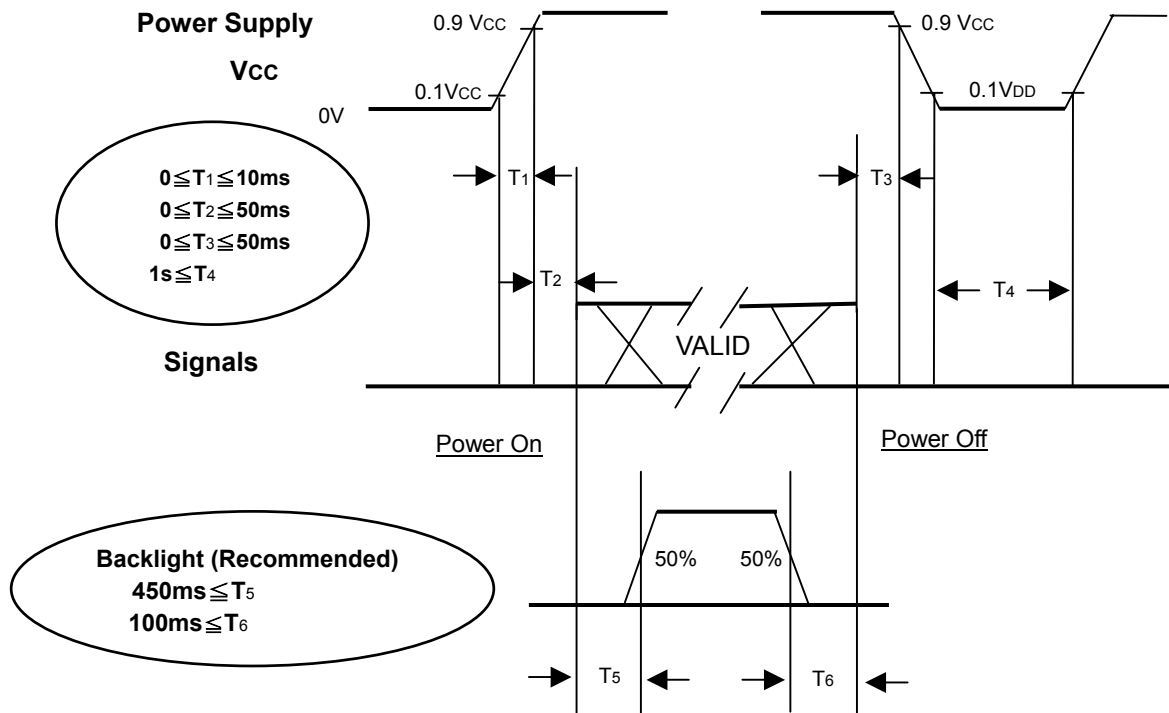 Power Supply
VCC
0.9 VCC
0.1VCC
0V
0.9 VCC
0.1VDD
0≦T1≦10ms
0≦T2≦50ms
0≦T3≦50ms
1s≦T4
T1
T3
T2
T4
VALID
Signals
Power On
Power Off
Backlight (Recommended)
450ms≦T5
100ms≦T6
50%
50%
T5
T6